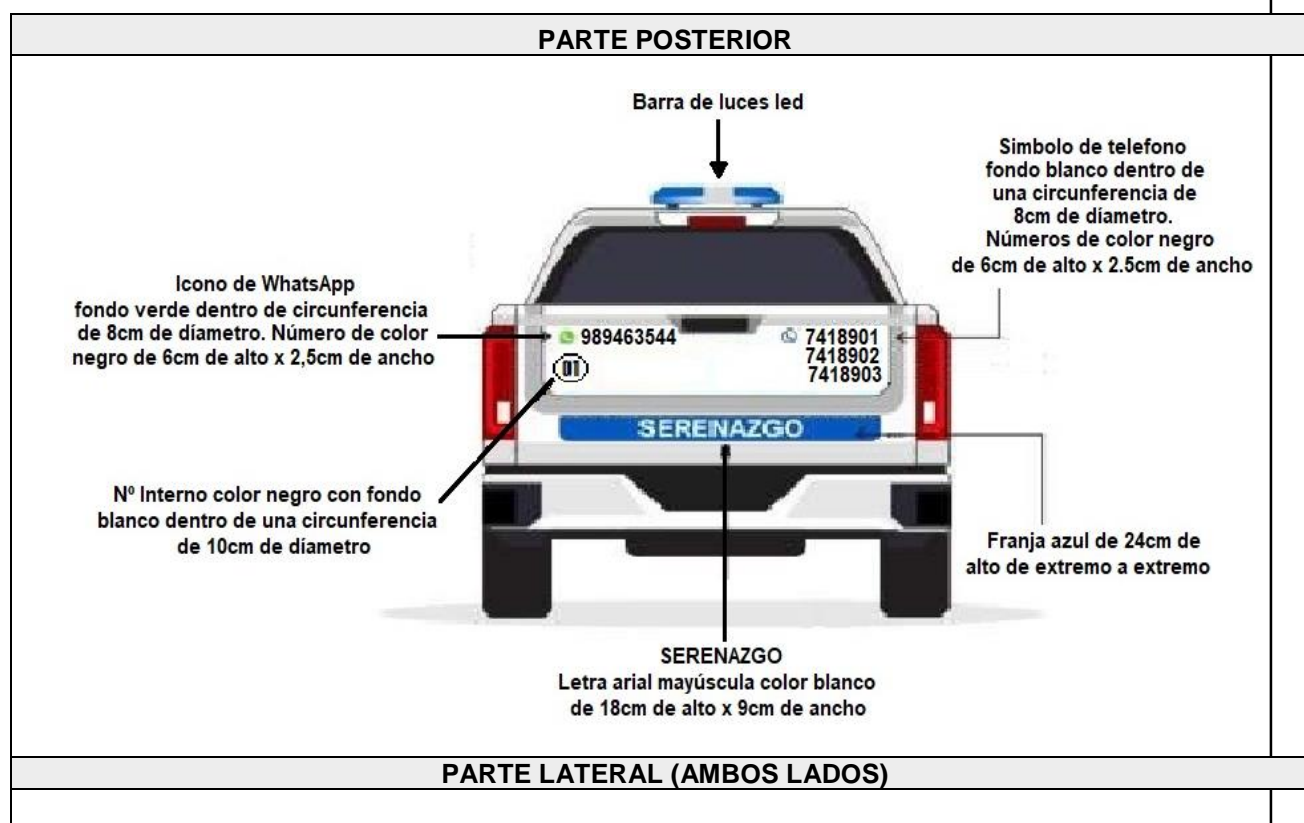 PARTE POSTERIOR
Barra de luces led
Simbolo de telefono
fondo blanco dentro de
una circunferencia de
8cm de díametro.
Números de color negro
de 6cm de alto x 2.5cm de ancho
Icono de WhatsApp
fondo verde dentro de circunferencia
de 8cm de díametro. Número de color
negro de 6cm de alto x 2,5cm de ancho
989463544
7418901
7418902
7418903
01
SERENAZGO
Nº Interno color negro con fondo
blanco dentro de una circunferencia
de 10cm de díametro
Franja azul de 24cm de
alto de extremo a extremo
SERENAZGO
Letra arial mayúscula color blanco
de 18cm de alto x 9cm de ancho
PARTE LATERAL (AMBOS LADOS)